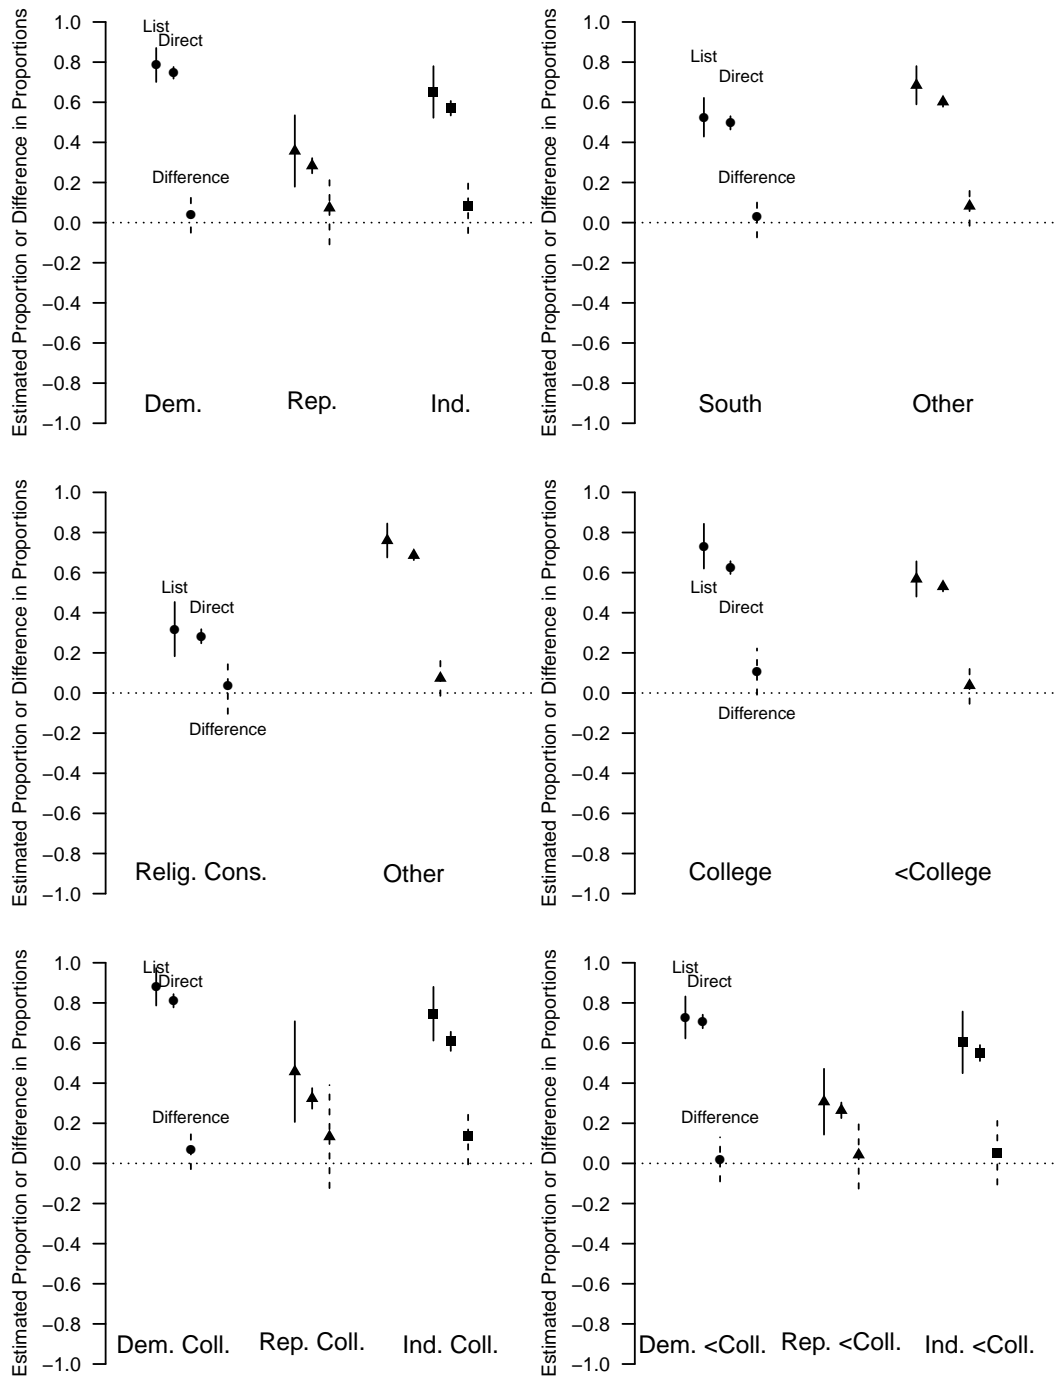 Estimated Proportion or Difference in Proportions
1.0
0.8
0.6
0.4
0.2
0.0
−0.2
−0.4
−0.6
−0.8
−1.0
List
Direct
Difference
Dem.
Rep.
Ind.
Estimated Proportion or Difference in Proportions
1.0
0.8
0.6
0.4
0.2
0.0
−0.2
−0.4
−0.6
−0.8
−1.0
List
Direct
Difference
South
Other
Estimated Proportion or Difference in Proportions
1.0
0.8
0.6
0.4
0.2
0.0
−0.2
−0.4
−0.6
−0.8
−1.0
List
Direct
Difference
Relig. Cons.
Other
Estimated Proportion or Difference in Proportions
1.0
0.8
0.6
0.4
0.2
0.0
−0.2
−0.4
−0.6
−0.8
−1.0
List
Direct
Difference
College
<College
Estimated Proportion or Difference in Proportions
1.0
0.8
0.6
0.4
0.2
0.0
−0.2
−0.4
−0.6
−0.8
−1.0
List
Direct
Difference
Dem. Coll.
Rep. Coll.
Ind. Coll.
Estimated Proportion or Difference in Proportions
1.0
0.8
0.6
0.4
0.2
0.0
−0.2
−0.4
−0.6
−0.8
−1.0
List
Direct
Difference
Dem. <Coll.
Rep. <Coll.
Ind. <Coll.